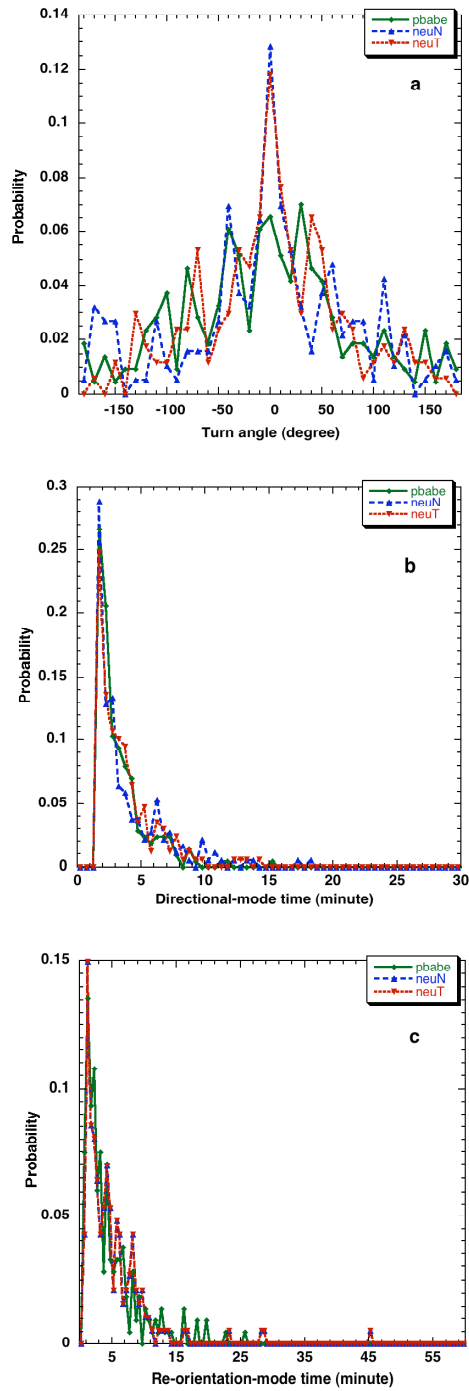 0.14
0.12
0.1
0.08
0.06
0.04
0.02
0
Probability
pbabe
neuN
neuT
a
-150 -100 -50 0 50 100 150
Turn angle (degree)
0.3
0.25
0.2
0.15
0.1
0.05
0
Probability
pbabe
neuN
neuT
b
0 5 10 15 20 25 30
Directional-mode time (minute)
0.15
0.1
0.05
0
Probability
pbabe
neuN
neuT
c
5 15 25 35 45 55
Re-orientation-mode time (minute)